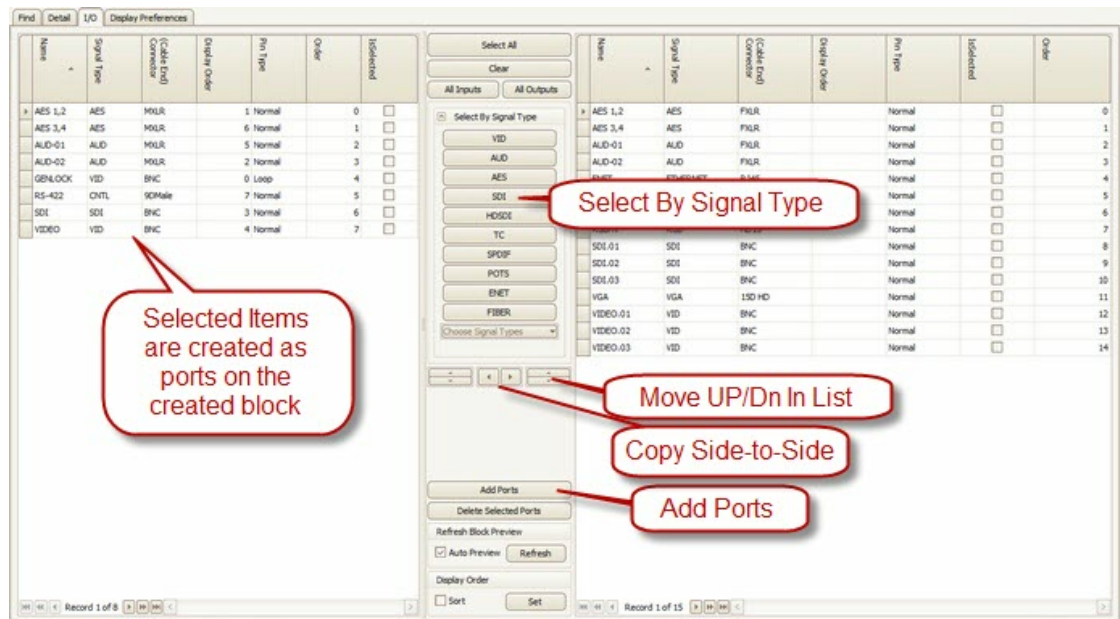 Find Detail I/O Display Preferences
Name Signal Type (Cable End) Connector Display Order Pin Type Order IsSelected
AES 1,2 AES MXLR 1 Normal 0
AES 3,4 AES MXLR 6 Normal 1
AUD-01 AUD MXLR 5 Normal 2
AUD-02 AUD MXLR 2 Normal 3
GENLOCK VID BNC 0 Loop 4
RS-422 CNTL 9DMale 7 Normal 5
SDI SDI BNC 3 Normal 6
VIDEO VID BNC 4 Normal 7
Selected Items
are created as
ports on the
created block
Record 1 of 8
Select All
Clear
All Inputs All Outputs
Select By Signal Type
VID
AUD
AES
SDI
HDSDI
TC
SPDIF
POTS
ENET
FIBER
Choose Signal Types
Add Ports
Delete Selected Ports
Refresh Block Preview
Auto Preview Refresh
Display Order
Sort Set
Select By Signal Type
Move UP/Dn In List
Copy Side-to-Side
Add Ports
Name Signal Type (Cable End) Connector Display Order Pin Type IsSelected Order
AES 1,2 AES FXLR Normal 0
AES 3,4 AES FXLR Normal 1
AUD-01 AUD FXLR Normal 2
AUD-02 AUD FXLR Normal 3
Normal 4
Normal 5
Normal 6
Normal 7
SDI.01 SDI BNC Normal 8
SDI.02 SDI BNC Normal 9
SDI.03 SDI BNC Normal 10
VGA VGA 15D HD Normal 11
VIDEO.01 VID BNC Normal 12
VIDEO.02 VID BNC Normal 13
VIDEO.03 VID BNC Normal 14
Record 1 of 15